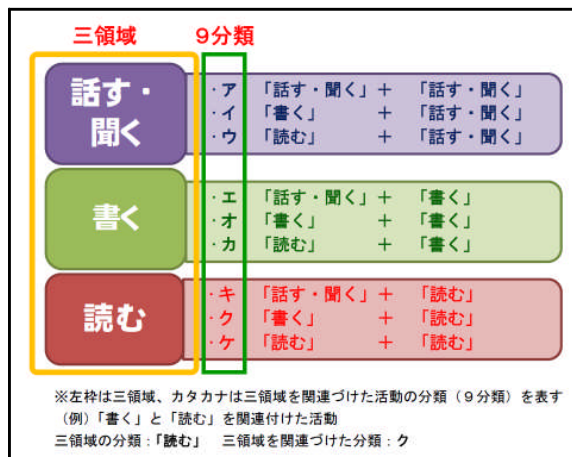 三領域 9分類
話す・
聞く
・ア 「話す・聞く」+ 「話す・聞く」
・イ 「書く」 + 「話す・聞く」
・ウ 「読む」 + 「話す・聞く」
書く
・エ 「話す・聞く」+ 「書く」
・オ 「書く」 + 「書く」
・カ 「読む」 + 「書く」
読む
・キ 「話す・聞く」+ 「読む」
・ク 「書く」 + 「読む」
・ケ 「読む」 + 「読む」
※左枠は三領域、カタカナは三領域を関連づけた活動の分類(9分類)を表す
(例)「書く」と「読む」を関連付けた活動
三領域の分類:「読む」 三領域を関連づけた分類:ク